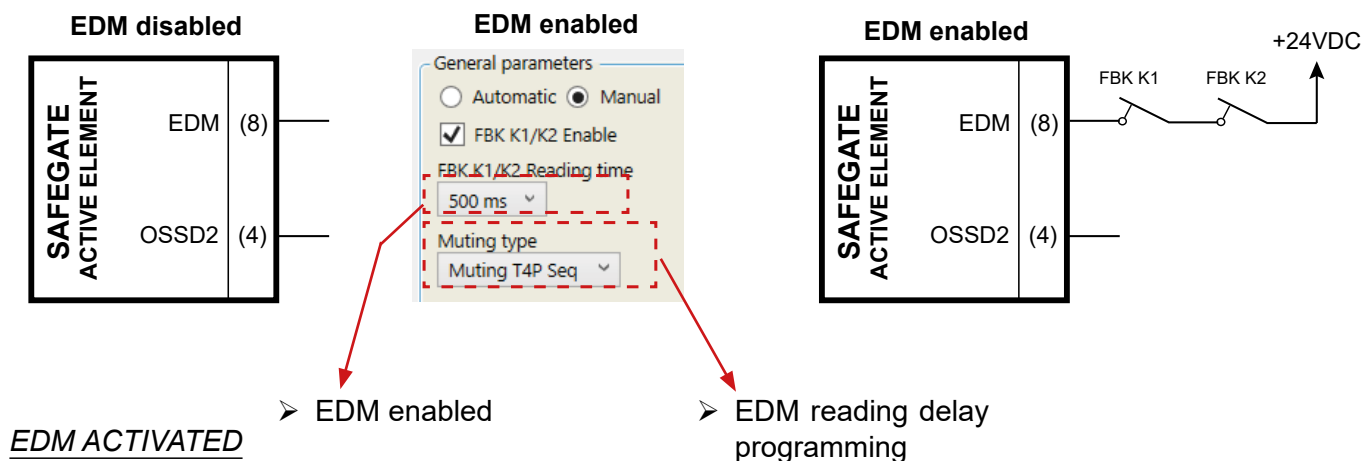 EDM disabled
SAFEGATE
ACTIVE ELEMENT
EDM (8)
OSSD2 (4)
EDM enabled
General parameters
Automatic Manual
FBK K1/K2 Enable
FBK K1/K2 Reading time
500 ms
Muting type
Muting T4P Seq
EDM enabled
SAFEGATE
ACTIVE ELEMENT
EDM (8)
OSSD2 (4)
FBK K1 FBK K2
+24VDC
➢ EDM enabled
➢ EDM reading delay
programming
EDM ACTIVATED